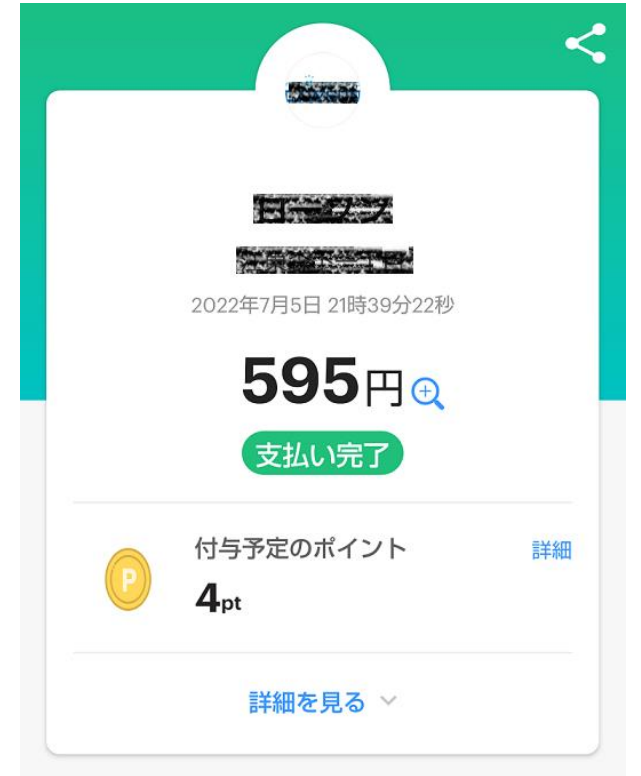 2022年7月5日 21時39分22秒
595円
支払い完了
付与予定のポイント
詳細
P
4pt
詳細を見る